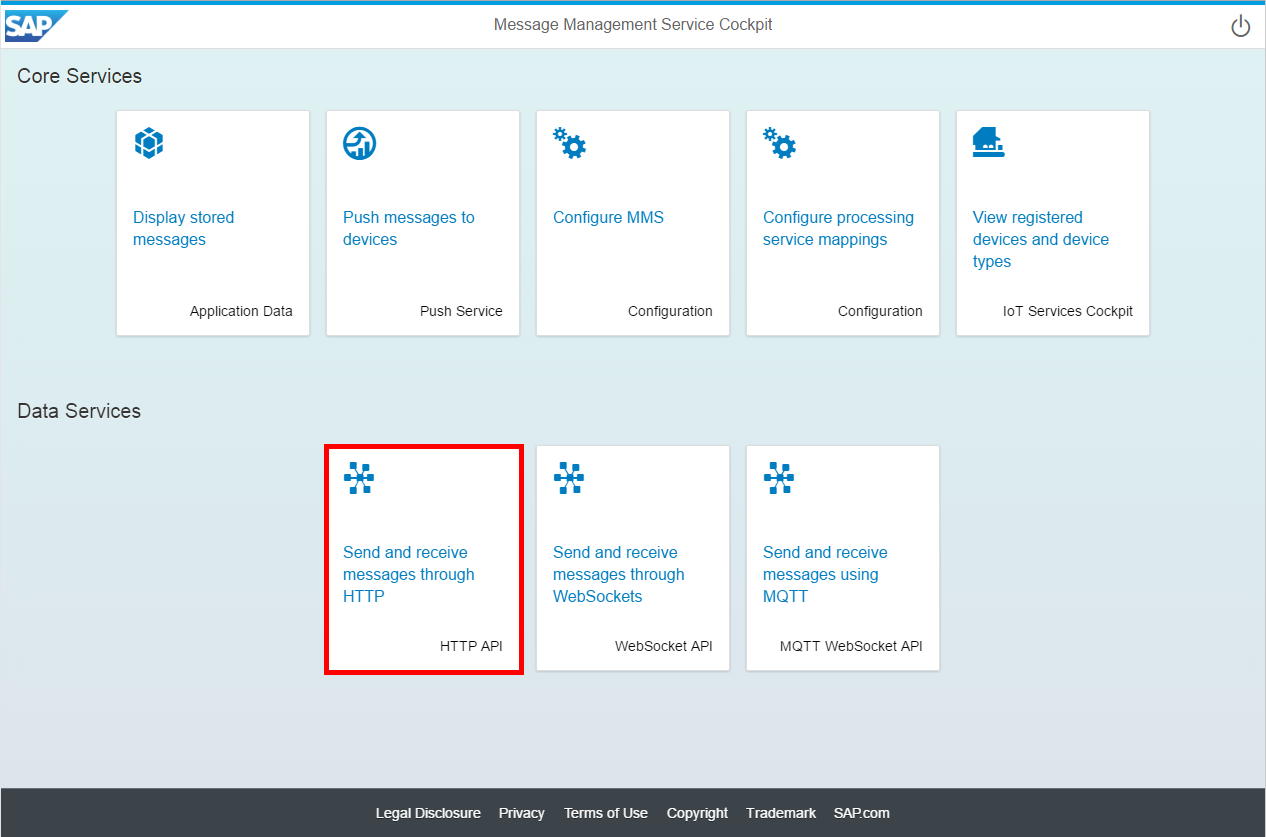 SAP
Message Management Service Cockpit
Core Services
Display stored
messages
Application Data
Push messages to
devices
Push Service
Configure MMS
Configuration
Configure processing
service mappings
Configuration
View registered
devices and device
types
IoT Services Cockpit
Data Services
Send and receive
messages through
HTTP
HTTP API
Send and receive
messages through
WebSockets
WebSocket API
Send and receive
messages using
MQTT
MQTT WebSocket API
Legal Disclosure Privacy Terms of Use Copyright Trademark SAP.com